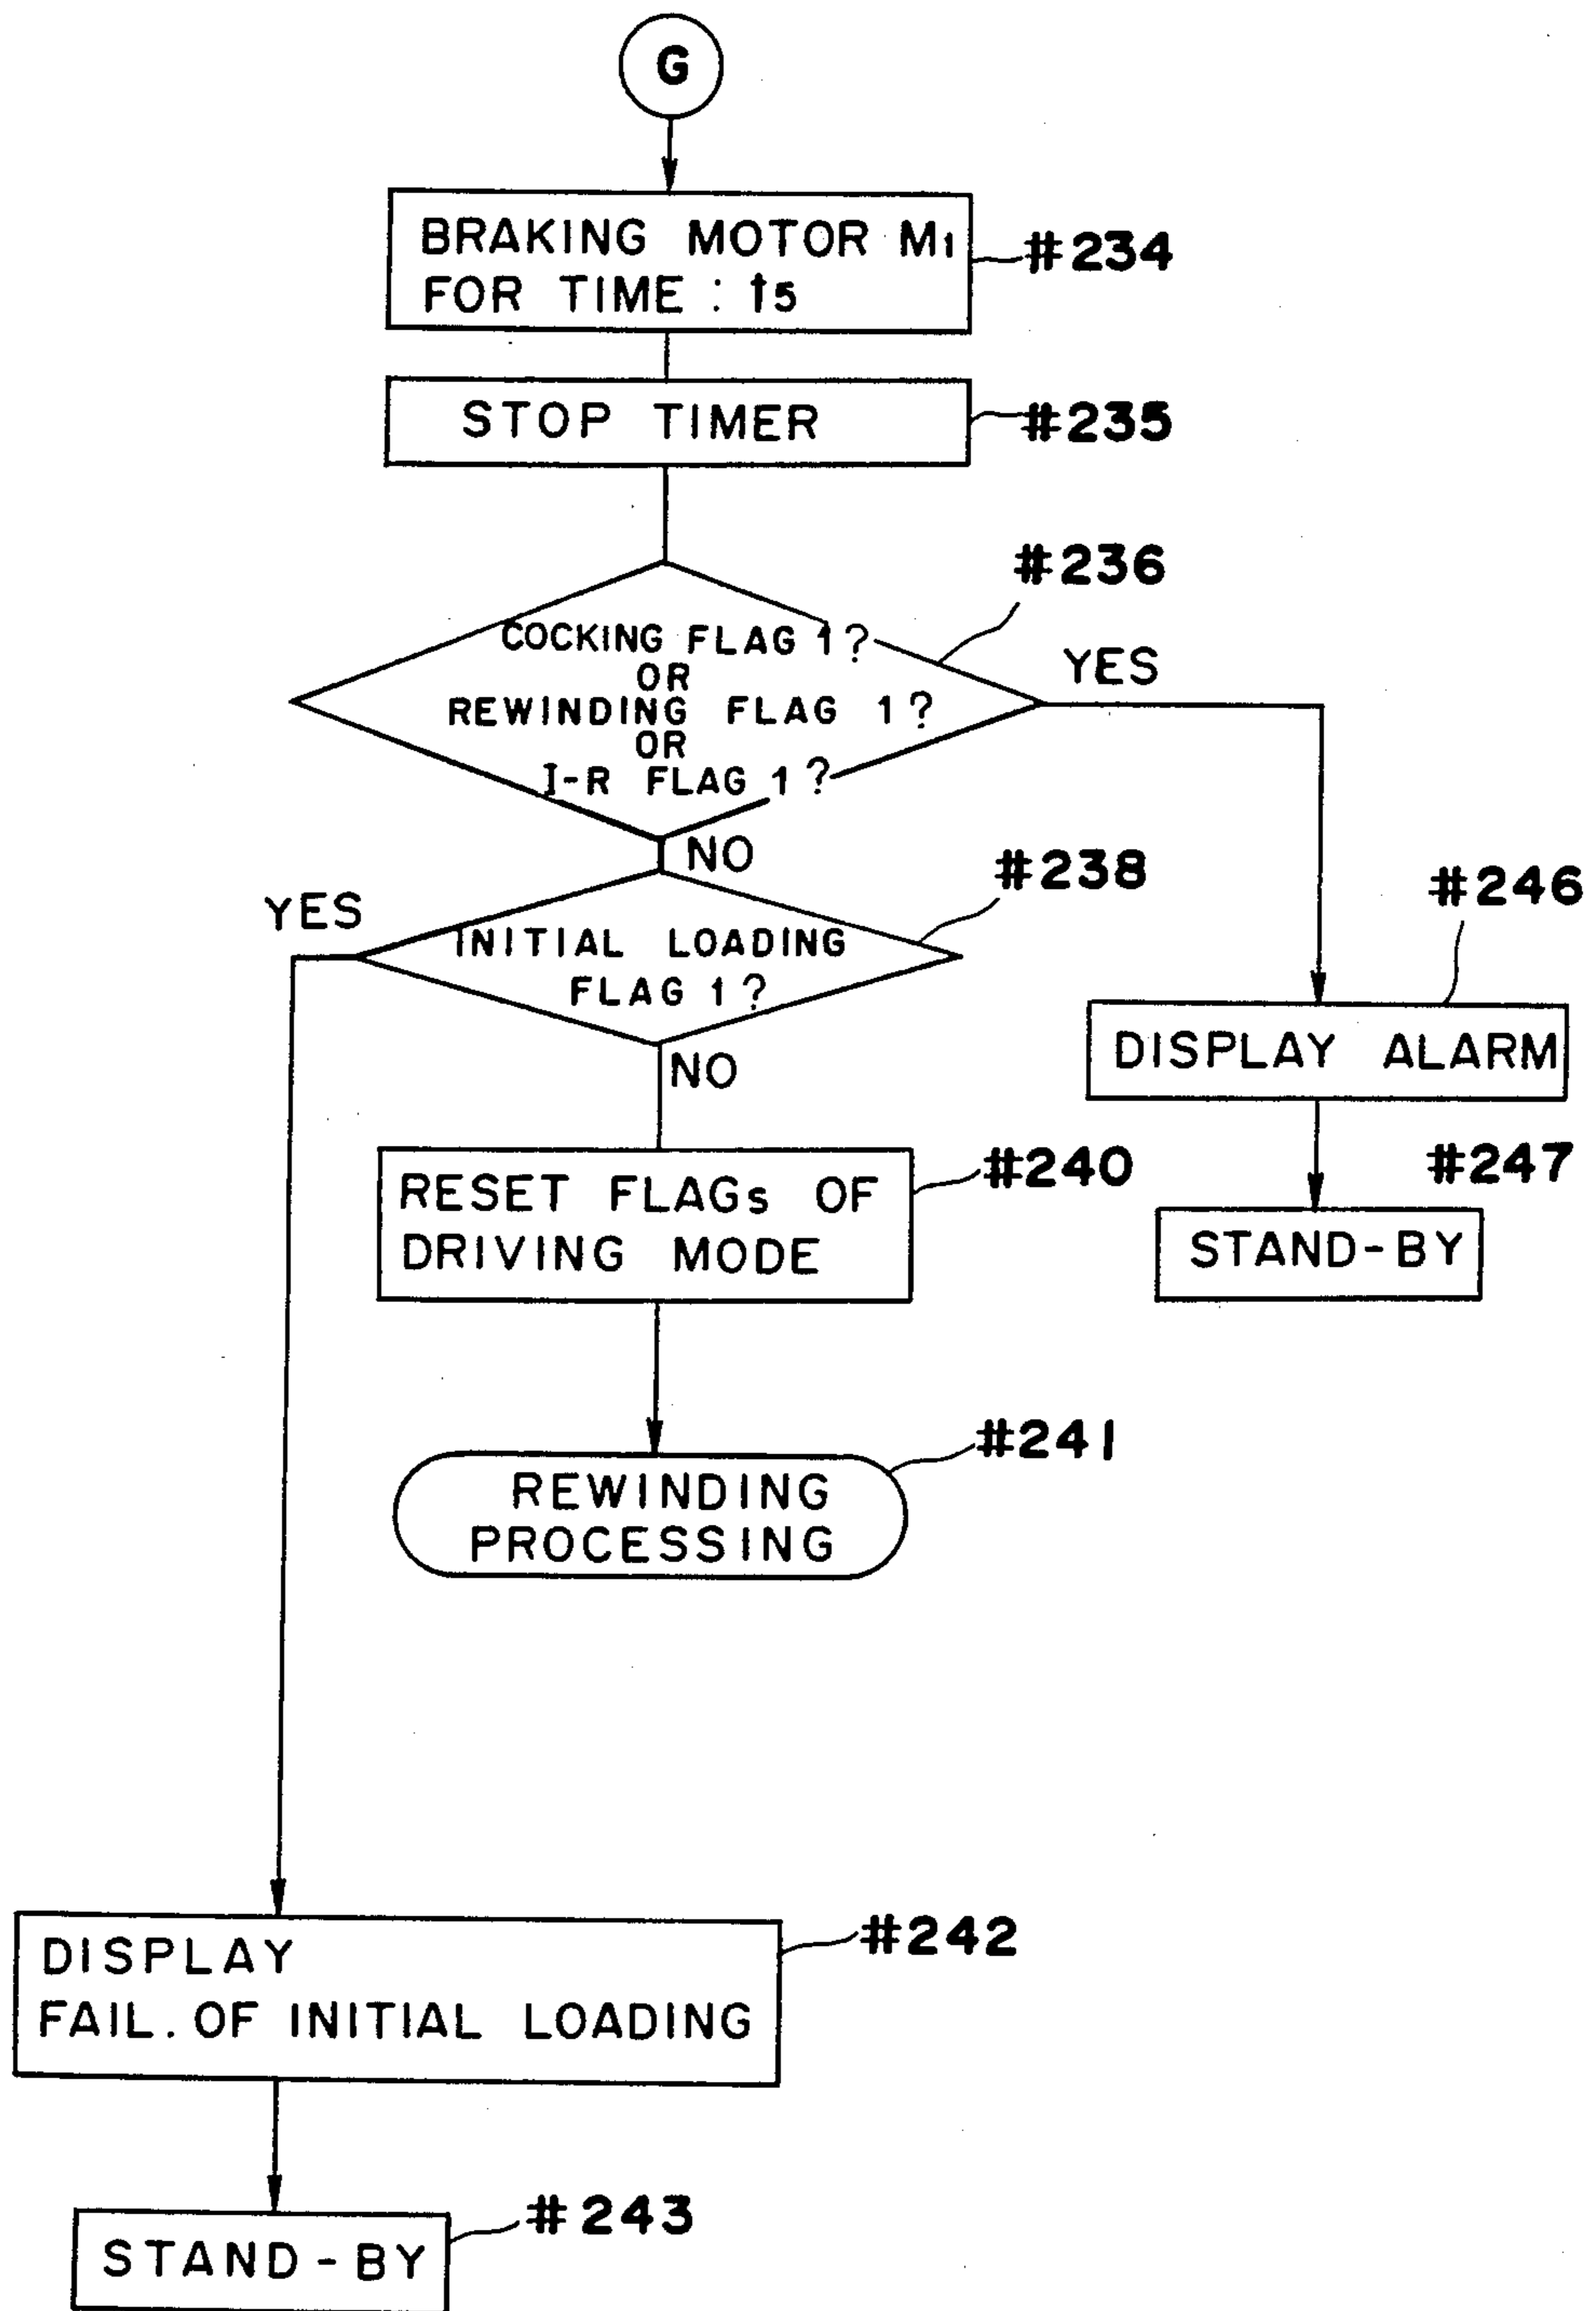 G
BRAKING MOTOR M1
FOR TIME : t5
#234
STOP TIMER
#235
#236
COCKING FLAG 1?
OR
REWINDING FLAG 1?
OR
I-R FLAG 1?
YES
NO
#238
YES
INITIAL LOADING
FLAG 1?
NO
#246
DISPLAY ALARM
#247
STAND-BY
#240
RESET FLAGs OF
DRIVING MODE
#241
REWINDING
PROCESSING
#242
DISPLAY
FAIL. OF INITIAL LOADING
#243
STAND-BY